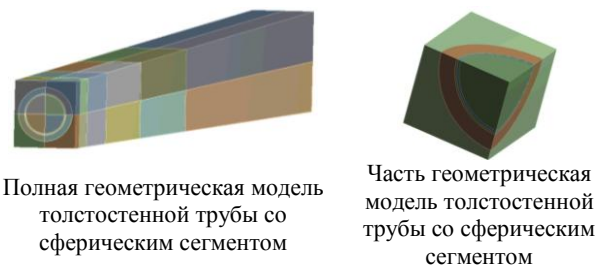 Полная геометрическая модель
толстостенной трубы со
сферическим сегментом
Часть геометрическая
модель толстостенной
трубы со сферическим
сегментом